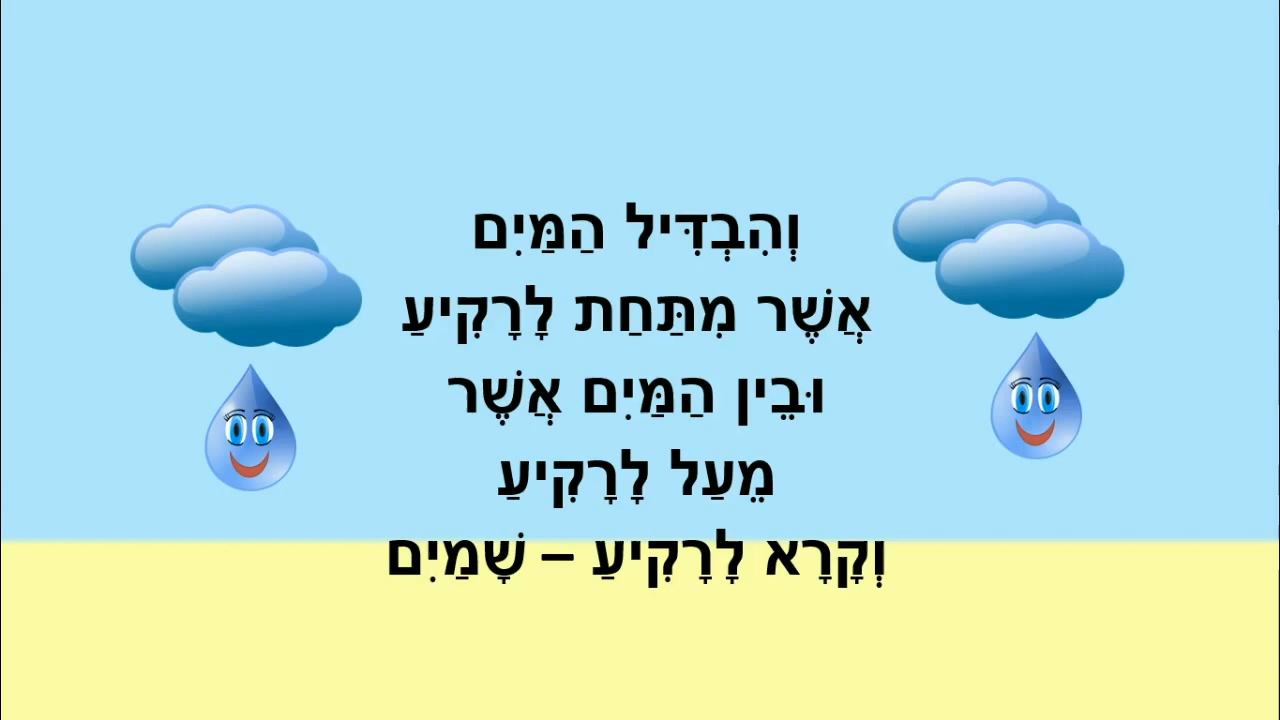 וְהִבְדִּיל הַמַּיִם
אֲשֶׁר מִתַּחַת לָרָקִיעַ
וּבֵין הַמַּיִם אֲשֶׁר
מֵעַל לָרָקִיעַ
וְקָרָא לָרָקִיעַ – שָׁמַיִם